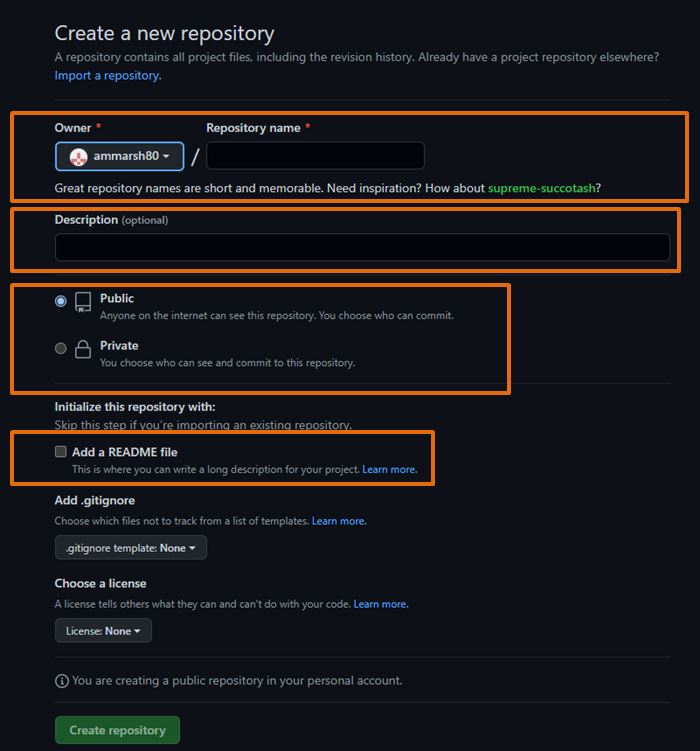 Create a new repository
A repository contains all project files, including the revision history. Already have a project repository elsewhere?
Import a repository.
Owner * Repository name *
ammarsh80 /
Great repository names are short and memorable. Need inspiration? How about supreme-succotash?
Description (optional)
Public
Anyone on the internet can see this repository. You choose who can commit.
Private
You choose who can see and commit to this repository.
Initialize this repository with:
Skip this step if you're importing an existing repository.
Add a README file
This is where you can write a long description for your project. Learn more.
Add .gitignore
Choose which files not to track from a list of templates. Learn more.
.gitignore template: None
Choose a license
A license tells others what they can and can't do with your code. Learn more.
License: None
You are creating a public repository in your personal account.
Create repository